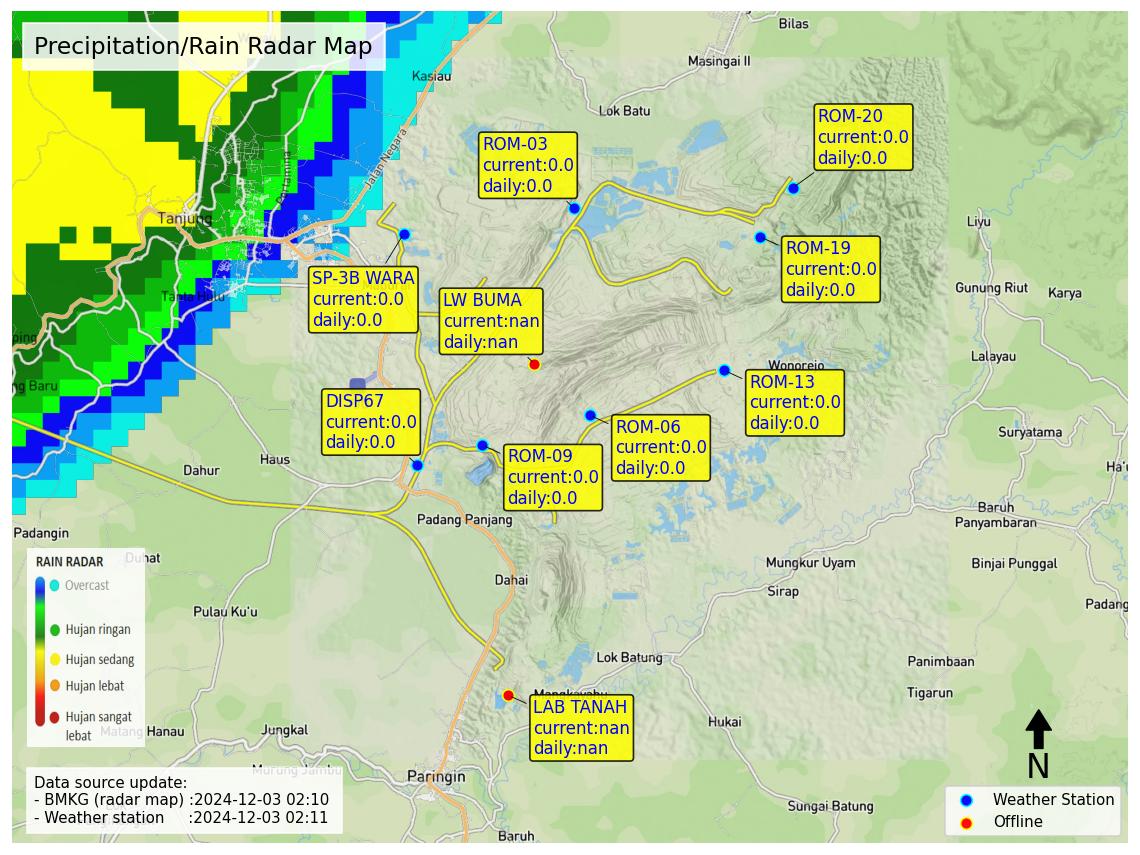 Precipitation/Rain Radar Map
Bilas
Masingai II
Kasiau
Lok Batu
ROM-20
current:0.0
daily:0.0
ROM-03
current:0.0
daily:0.0
Jalan Negara
Pertamina
Tanjung
Liyu
ROM-19
current:0.0
daily:0.0
SP-3B WARA
current:0.0
daily:0.0
LW BUMA
current:nan
daily:nan
Tanta Hulu
Gunung Riut
Karya
ping
Lalayau
Wonorejo
ng Baru
ROM-13
current:0.0
daily:0.0
DISP67
current:0.0
daily:0.0
ROM-06
current:0.0
daily:0.0
Suryatama
ROM-09
current:0.0
daily:0.0
Haus
Dahur
Ha'u
Baruh
Panyambaran
Padang Panjang
Padangin
Duhat
Mungkur Uyam
Binjai Punggal
Dahai
Sirap
Padang
Pulau Ku'u
RAIN RADAR
Overcast
Hujan ringan
Hujan sedang
Hujan lebat
Hujan sangat
lebat
Lok Batung
Panimbaan
Tigarun
Mangkayahu
LAB TANAH
current:nan
daily:nan
Hukai
Matang Hanau
Jungkal
Murung Jambu
Paringin
N
Data source update:
- BMKG (radar map) :2024-12-03 02:10
- Weather station :2024-12-03 02:11
Sungai Batung
Weather Station
Offline
Baruh